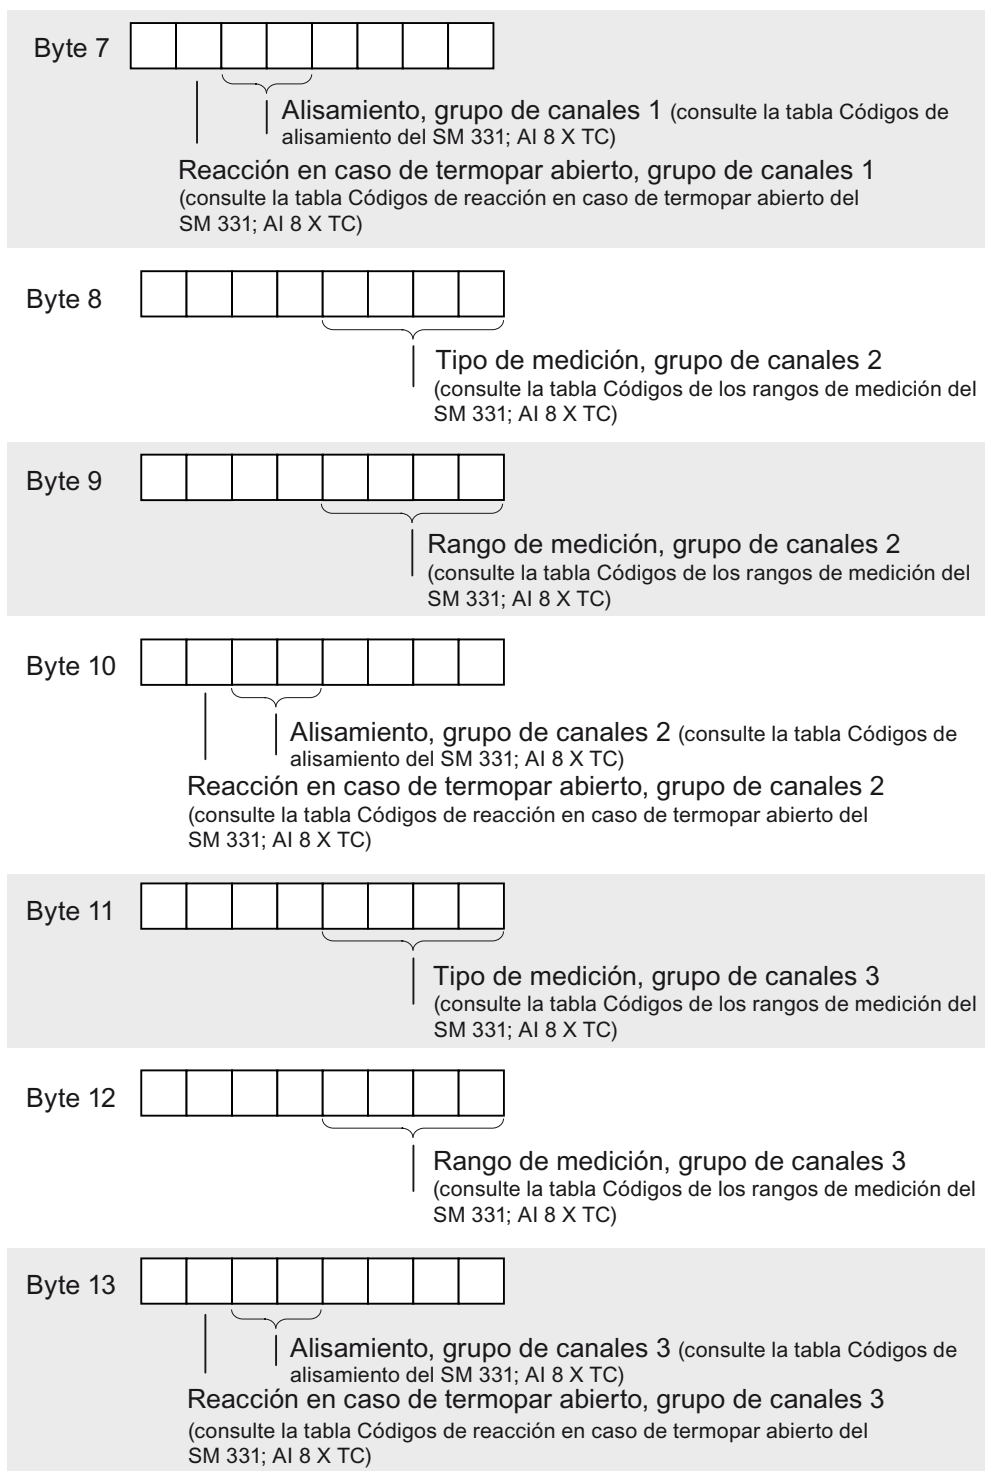 Byte 7
Alisamiento, grupo de canales 1 (consulte la tabla Códigos de
alisamiento del SM 331; AI 8 X TC)
Reacción en caso de termopar abierto, grupo de canales 1
(consulte la tabla Códigos de reacción en caso de termopar abierto del
SM 331; AI 8 X TC)
Byte 8
Tipo de medición, grupo de canales 2
(consulte la tabla Códigos de los rangos de medición del
SM 331; AI 8 X TC)
Byte 9
Rango de medición, grupo de canales 2
(consulte la tabla Códigos de los rangos de medición del
SM 331; AI 8 X TC)
Byte 10
Alisamiento, grupo de canales 2 (consulte la tabla Códigos de
alisamiento del SM 331; AI 8 X TC)
Reacción en caso de termopar abierto, grupo de canales 2
(consulte la tabla Códigos de reacción en caso de termopar abierto del
SM 331; AI 8 X TC)
Byte 11
Tipo de medición, grupo de canales 3
(consulte la tabla Códigos de los rangos de medición del
SM 331; AI 8 X TC)
Byte 12
Rango de medición, grupo de canales 3
(consulte la tabla Códigos de los rangos de medición del
SM 331; AI 8 X TC)
Byte 13
Alisamiento, grupo de canales 3 (consulte la tabla Códigos de
alisamiento del SM 331; AI 8 X TC)
Reacción en caso de termopar abierto, grupo de canales 3
(consulte la tabla Códigos de reacción en caso de termopar abierto del
SM 331; AI 8 X TC)